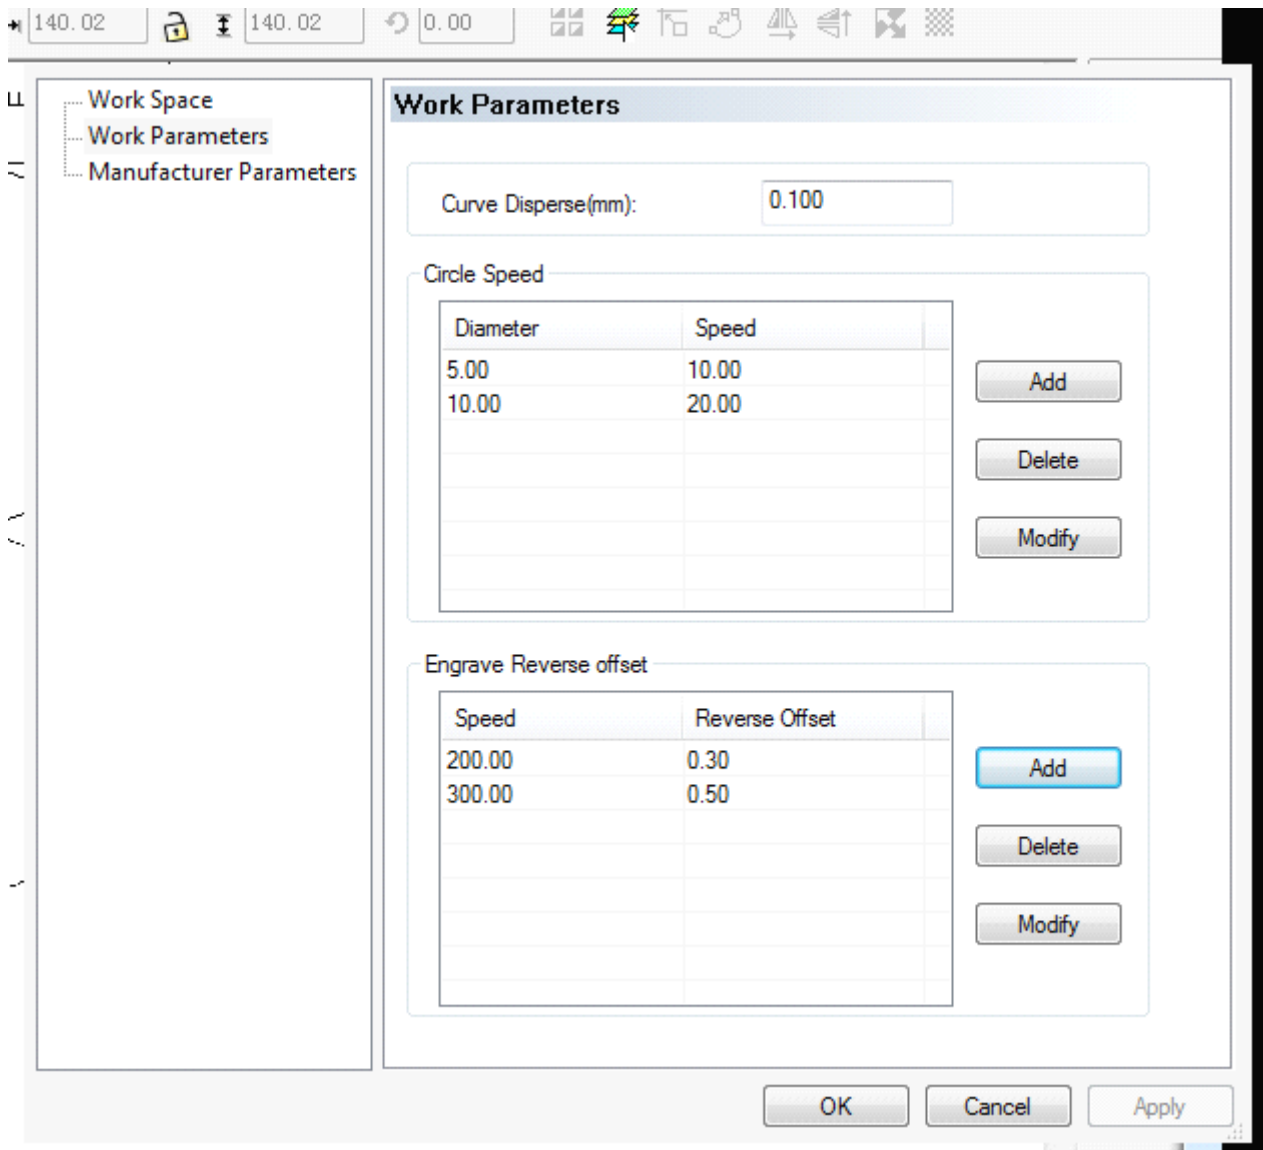 140.02 140.02 0.00
Work Space
Work Parameters
Manufacturer Parameters
Work Parameters
Curve Disperse(mm): 0.100
Circle Speed
Diameter Speed
5.00 10.00
10.00 20.00
Add
Delete
Modify
Engrave Reverse offset
Speed Reverse Offset
200.00 0.30
300.00 0.50
Add
Delete
Modify
OK Cancel Apply